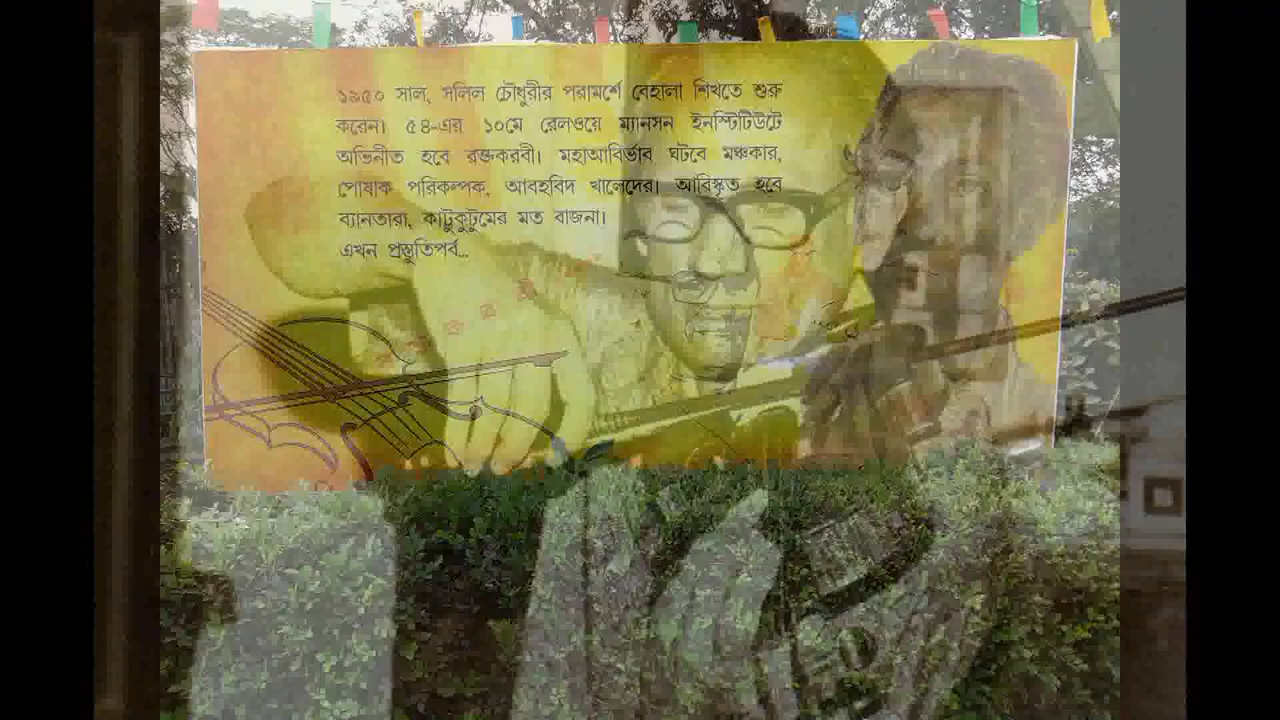 ১৯৫০ সাল, সলিল চৌধুরীর পরামর্শে বেহালা শিখতে শুরু
করেন। ৫৪-এর ১০মে রেলওয়ে ম্যানসন ইনস্টিটিউটে
অভিনীত হবে রক্তকরবী। মহাআবির্ভাব ঘটবে মঞ্চকার,
পোষাক পরিকল্পক, আবহবিদ খালেদের। আবিস্কৃত হবে
ব্যানতারা, কাট্টুকুটুমের মত বাজনা।
এখন প্রস্তুতিপর্ব...